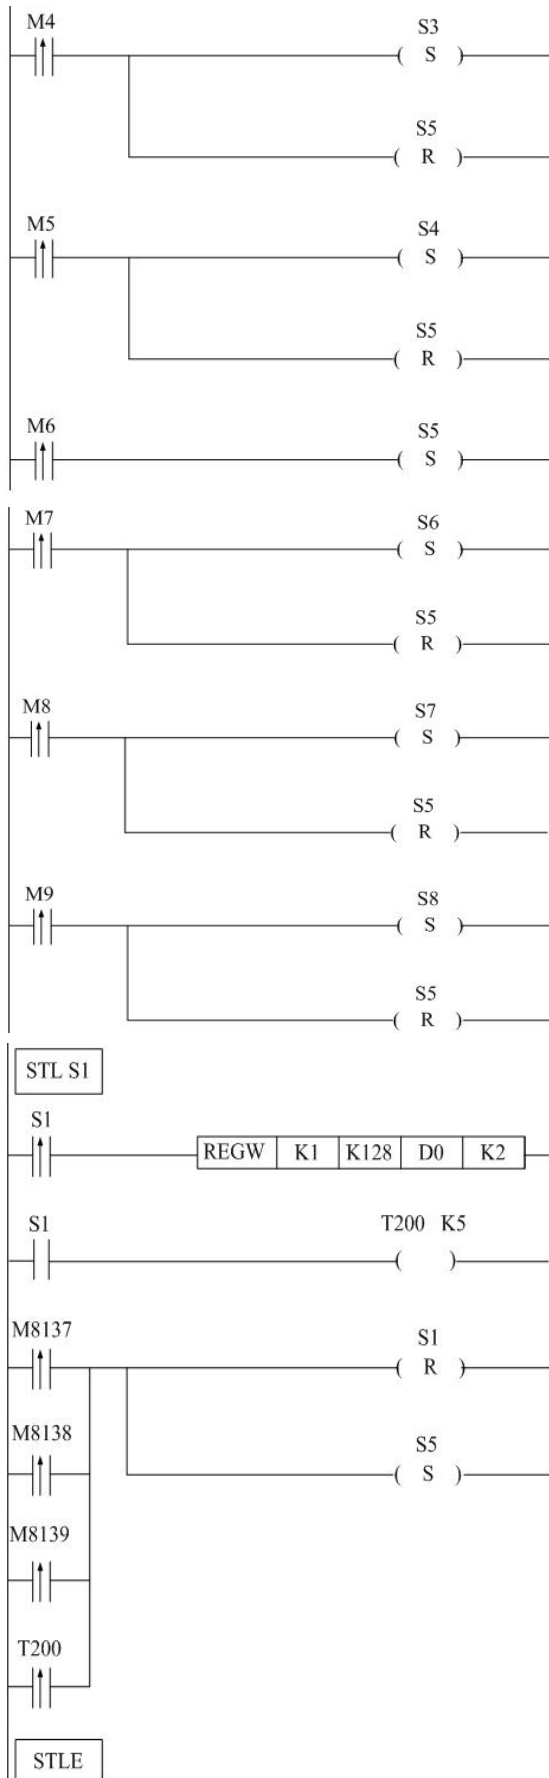 M4
S3
( S )
S5
( R )
M5
S4
( S )
S5
( R )
M6
S5
( S )
M7
S6
( S )
S5
( R )
M8
S7
( S )
S5
( R )
M9
S8
( S )
S5
( R )
STL S1
S1
REGW K1 K128 D0 K2
S1
T200 K5
( )
M8137
S1
( R )
M8138
S5
( S )
M8139
T200
STLE